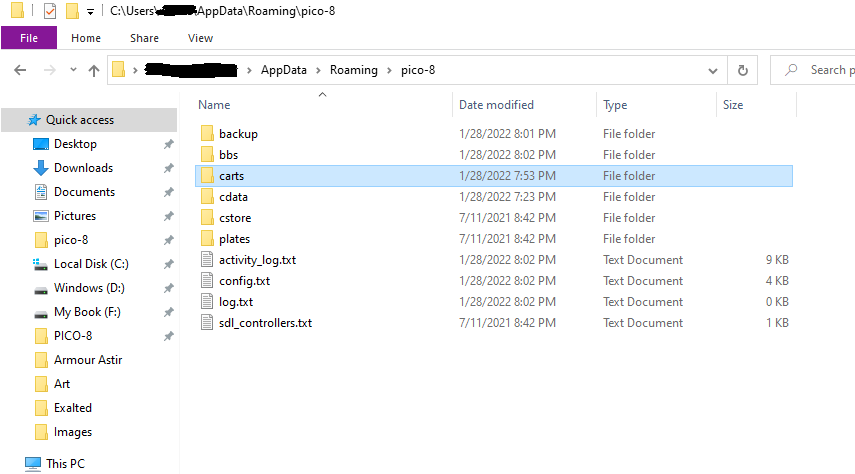 C:\Users\ \AppData\Roaming\pico-8
File Home Share View
AppData Roaming pico-8 Search p
Name Date modified Type Size
Quick access
Desktop
Downloads
Documents
Pictures
pico-8
Local Disk (C:)
Windows (D:)
My Book (F:)
PICO-8
Armour Astir
Art
Exalted
Images
This PC
backup 1/28/2022 8:01 PM File folder
bbs 1/28/2022 8:02 PM File folder
carts 1/28/2022 7:53 PM File folder
cdata 1/28/2022 7:23 PM File folder
cstore 7/11/2021 8:42 PM File folder
plates 7/11/2021 8:42 PM File folder
activity_log.txt 1/28/2022 8:02 PM Text Document 9 KB
config.txt 1/28/2022 8:02 PM Text Document 4 KB
log.txt 1/28/2022 8:02 PM Text Document 0 KB
sdl_controllers.txt 7/11/2021 8:42 PM Text Document 1 KB